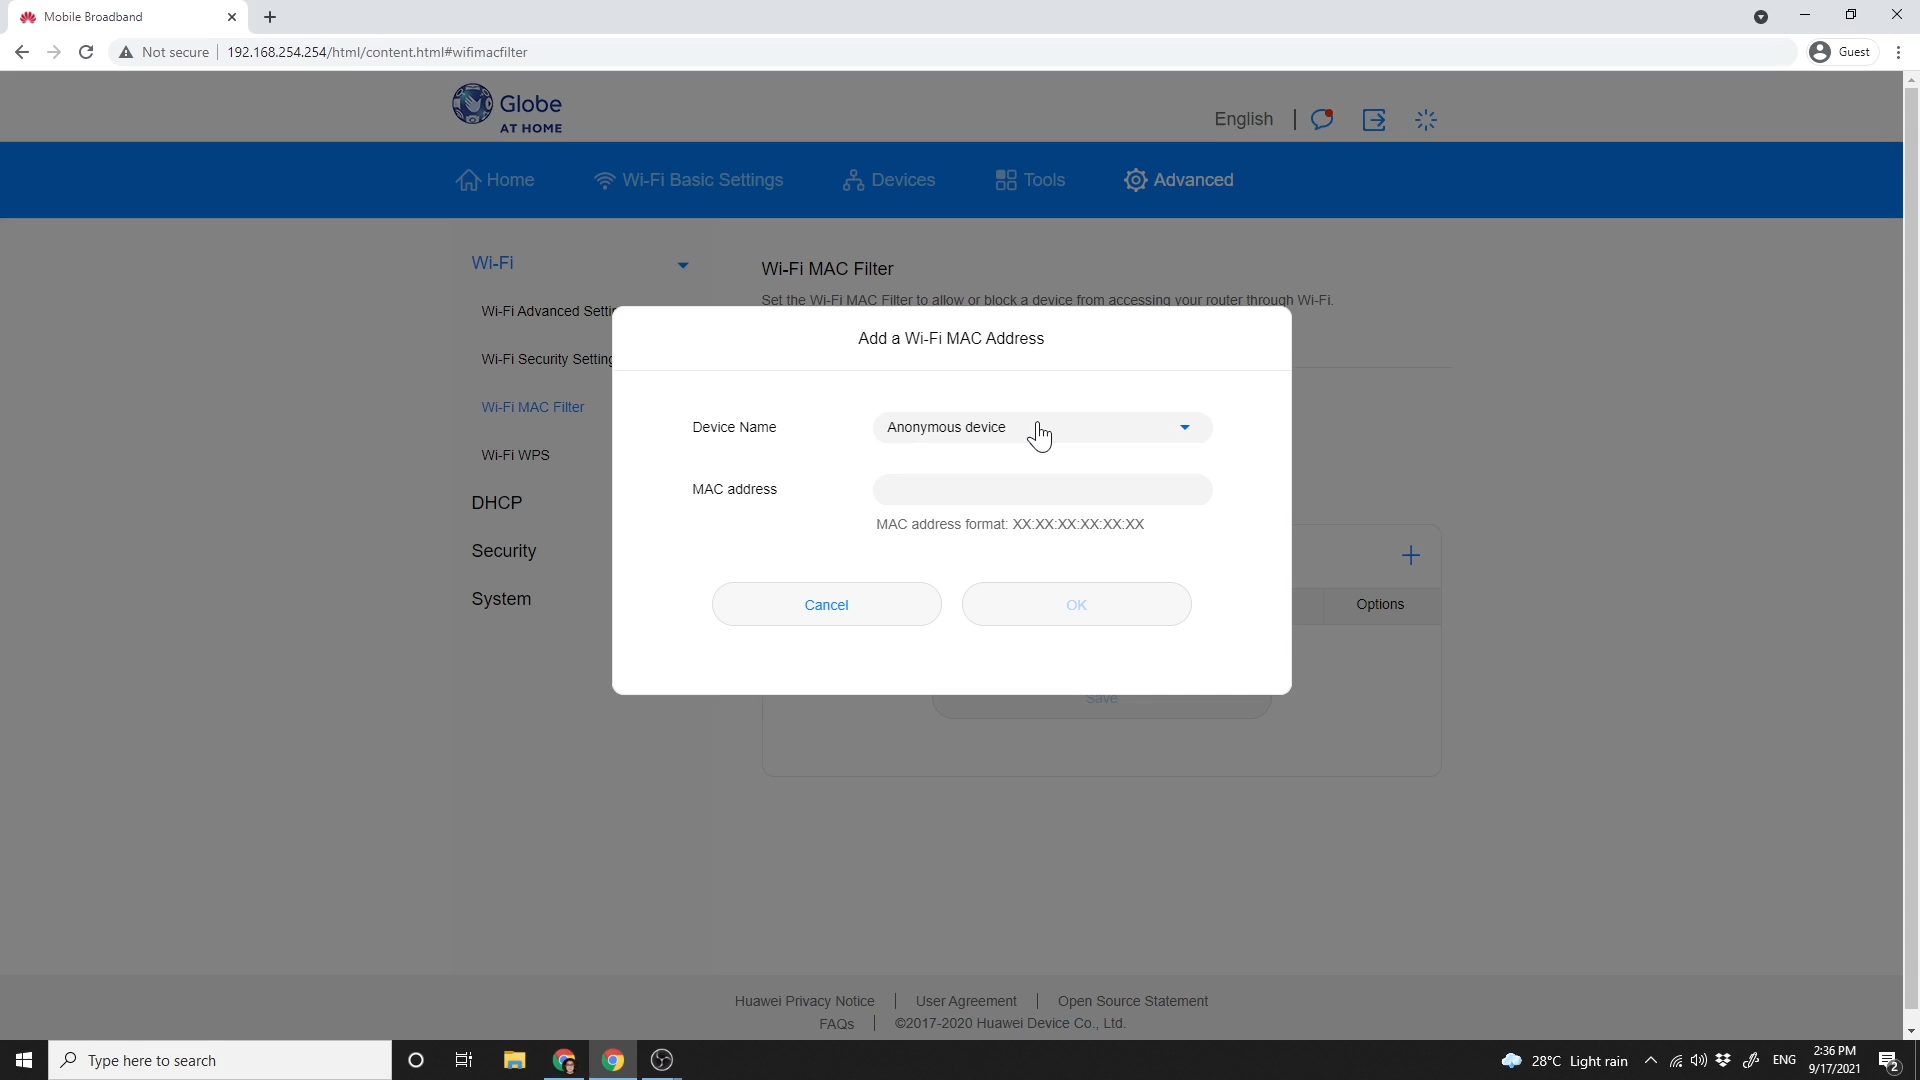 Mobile Broadband
Not secure
192.168.254.254/html/content.html#wifimacfilter
Guest
Globe
AT HOME
English
Home
Wi-Fi Basic Settings
Devices
Tools
Advanced
Wi-Fi
Wi-Fi MAC Filter
Set the Wi-Fi MAC Filter to allow or block a device from accessing your router through Wi-Fi.
Wi-Fi Advanced Settin
Wi-Fi Security Setting
Wi-Fi MAC Filter
Wi-Fi WPS
DHCP
Security
System
Add a Wi-Fi MAC Address
Device Name
Anonymous device
MAC address
MAC address format: XX:XX:XX:XX:XX:XX
Cancel
OK
Options
Save
Huawei Privacy Notice | User Agreement | Open Source Statement
FAQs | ©2017-2020 Huawei Device Co., Ltd.
Type here to search
28°C Light rain
ENG
2:36 PM
9/17/2021
2